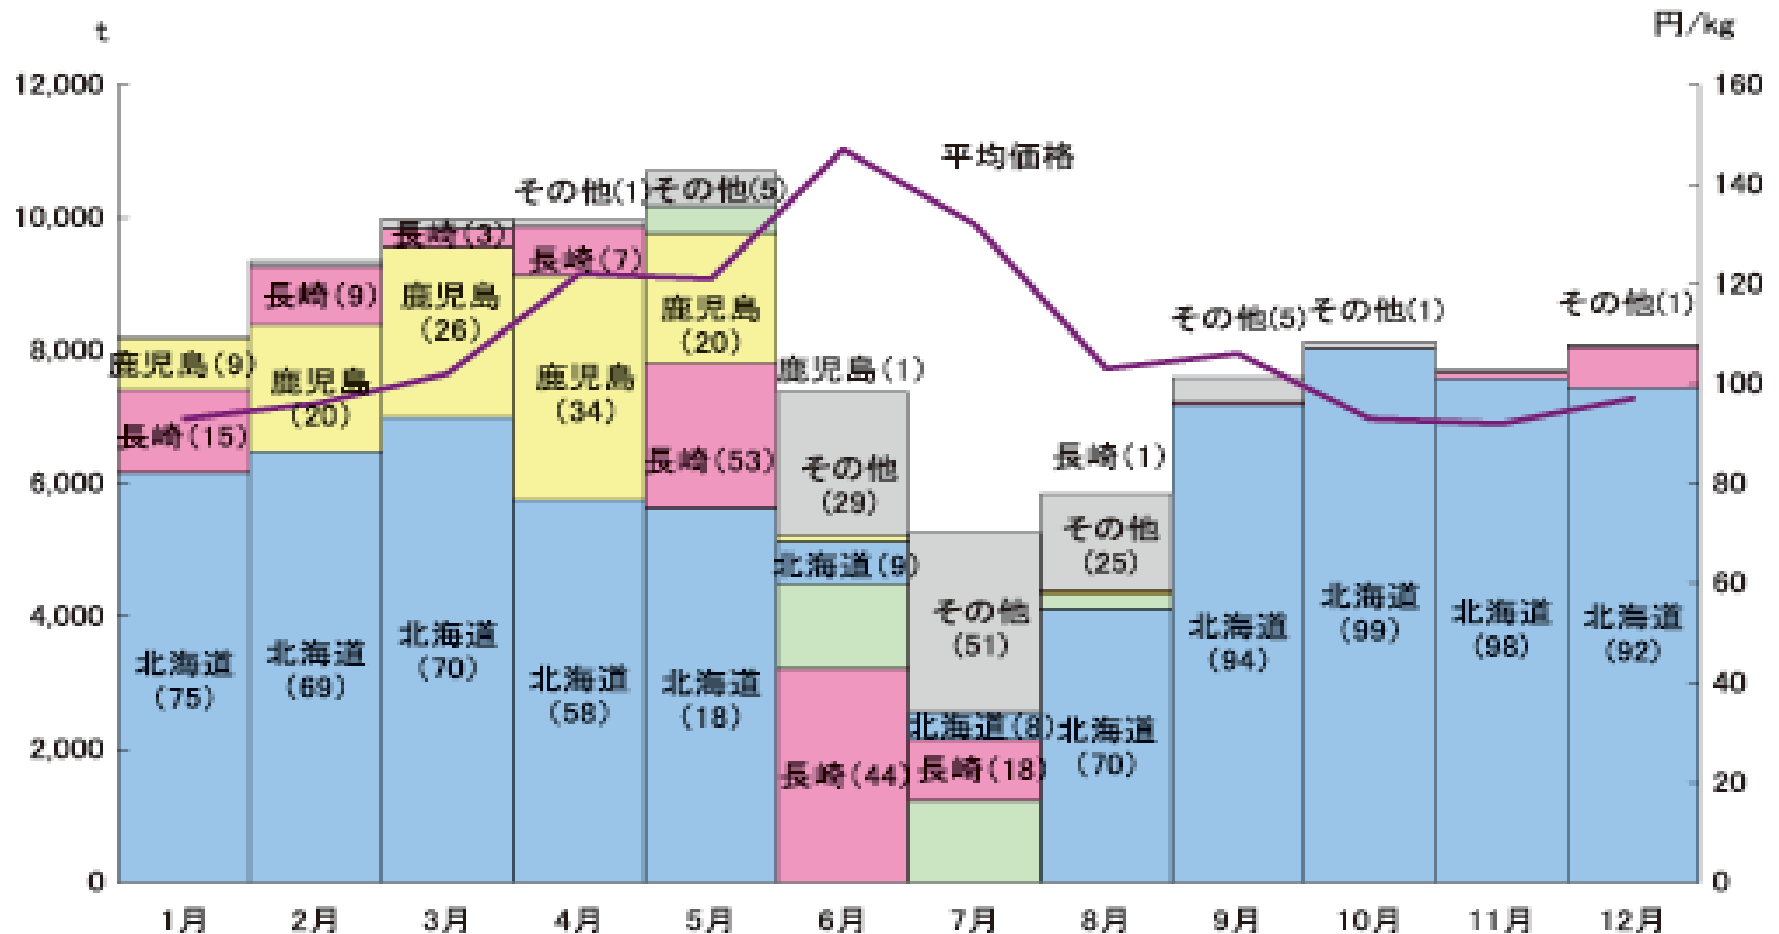 t
円/kg
12,000
10,000
8,000
6,000
4,000
2,000
0
160
140
120
100
80
60
40
20
0
平均価格
鹿児島(9)
長崎(15)
北海道
(75)
長崎(9)
鹿児島
(20)
北海道
(69)
長崎(3)
鹿児島
(26)
北海道
(70)
その他(1)
長崎(7)
鹿児島
(34)
北海道
(58)
その他(5)
鹿児島
(20)
長崎(53)
北海道
(18)
鹿児島(1)
その他
(29)
北海道(9)
長崎(44)
その他
(51)
北海道(8)
長崎(18)
長崎(1)
その他
(25)
北海道
(70)
その他(5)
北海道
(94)
その他(1)
北海道
(99)
北海道
(98)
その他(1)
北海道
(92)
1月
2月
3月
4月
5月
6月
7月
8月
9月
10月
11月
12月